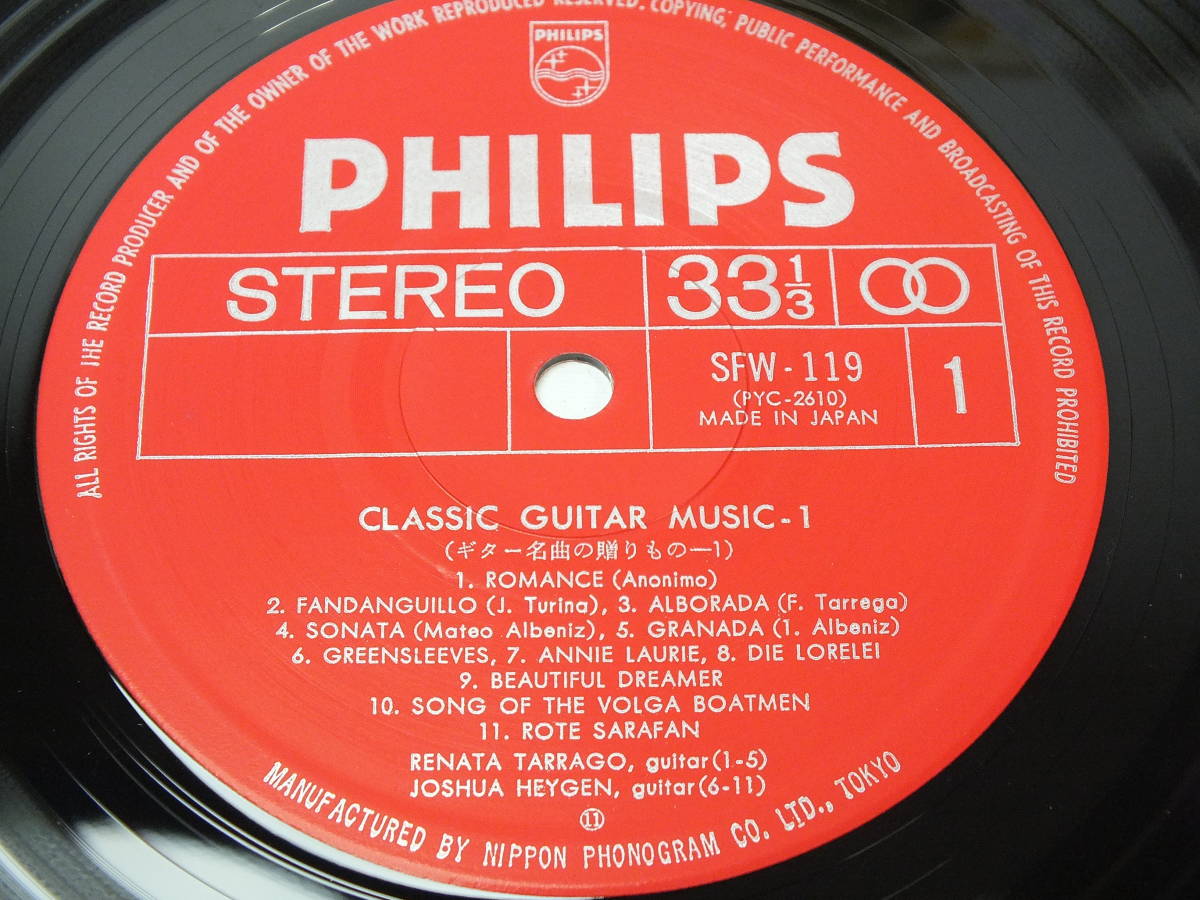 PHILIPS
PHILIPS
STEREO
33 1/3
SFW-119
(PYC-2610)
MADE IN JAPAN
1
CLASSIC GUITAR MUSIC-1
(ギター名曲の贈りもの—1)
1. ROMANCE (Anonimo)
2. FANDANGUILLO (J. Turina), 3. ALBORADA (F. Tarrega)
4. SONATA (Mateo Albeniz), 5. GRANADA (I. Albeniz)
6. GREENSLEEVES, 7. ANNIE LAURIE, 8. DIE LORELEI
9. BEAUTIFUL DREAMER
10. SONG OF THE VOLGA BOATMEN
11. ROTE SARAFAN
RENATA TARRAGO, guitar(1-5)
JOSHUA HEYGEN, guitar(6-11)
⑪
MANUFACTURED BY NIPPON PHONOGRAM CO. LTD., TOKYO
ALL RIGHTS OF THE RECORD PRODUCER AND OF THE OWNER OF THE WORK REPRODUCED RESERVED, COPYING, PUBLIC PERFORMANCE AND BROADCASTING OF THIS RECORD PROHIBITED